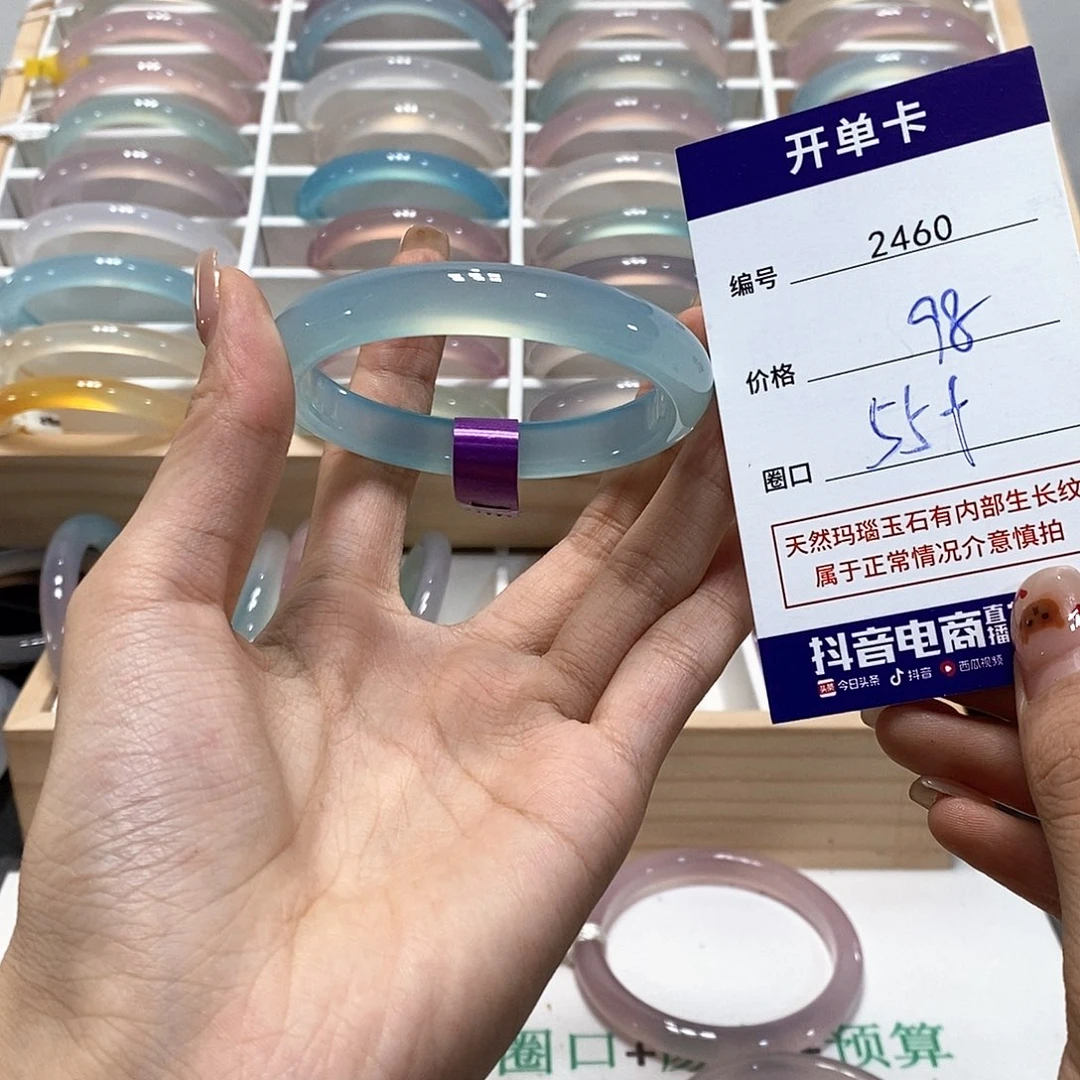 开单卡
编号 2460
价格 98
圈口 55+
天然玛瑙玉石有内部生长纹
属于正常情况介意慎拍
抖音电商直播
今日头条 抖音 西瓜视频
圈口+
预算